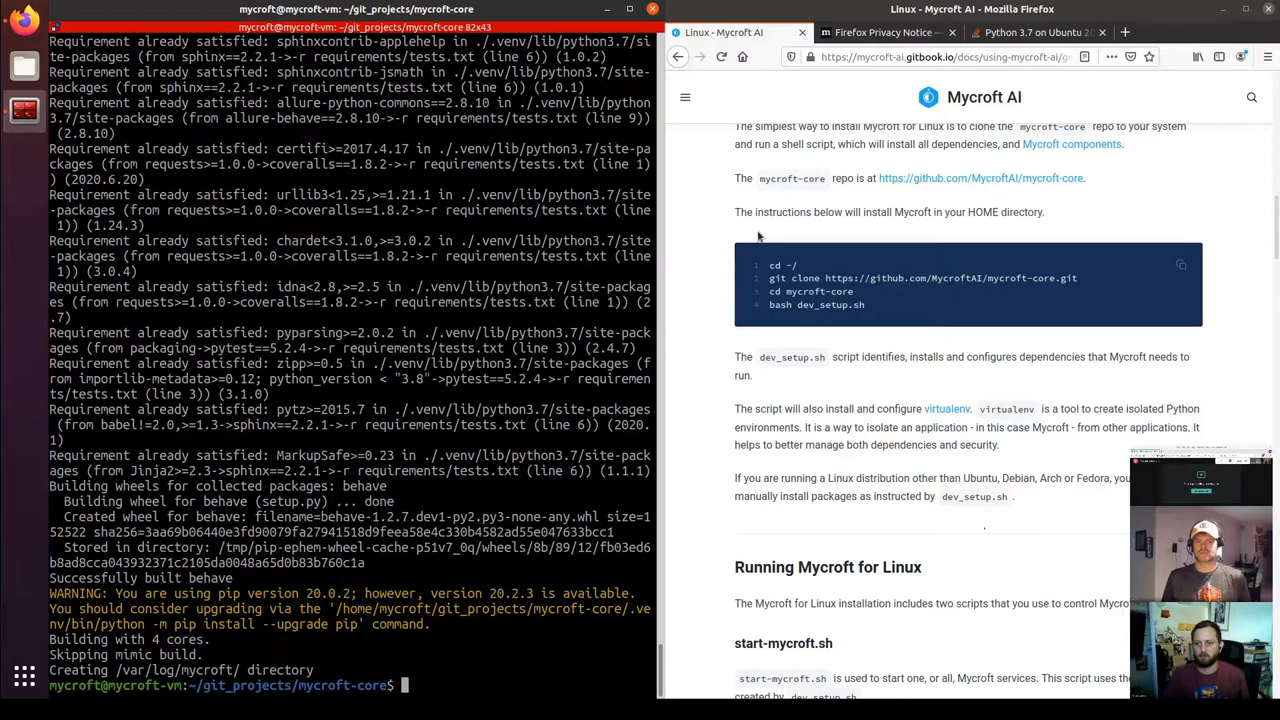 mycroft@mycroft-vm: ~/git_projects/mycroft-core
mycroft@mycroft-vm: ~/git_projects/mycroft-core 82x43
Requirement already satisfied: sphinxcontrib-applehelp in ./.venv/lib/python3.7/si
te-packages (from sphinx==2.2.1->-r requirements/tests.txt (line 6)) (1.0.2)
Requirement already satisfied: sphinxcontrib-jsmath in ./.venv/lib/python3.7/site-
packages (from sphinx==2.2.1->-r requirements/tests.txt (line 6)) (1.0.1)
Requirement already satisfied: allure-python-commons==2.8.10 in ./.venv/lib/python
3.7/site-packages (from allure-behave==2.8.10->-r requirements/tests.txt (line 9))
(2.8.10)
Requirement already satisfied: certifi>=2017.4.17 in ./.venv/lib/python3.7/site-pa
ckages (from requests>=1.0.0->coveralls==1.8.2->-r requirements/tests.txt (line 1)
) (2020.6.20)
Requirement already satisfied: urllib3<1.25,>=1.21.1 in ./.venv/lib/python3.7/site
-packages (from requests>=1.0.0->coveralls==1.8.2->-r requirements/tests.txt (line
1)) (1.24.3)
Requirement already satisfied: chardet<3.1.0,>=3.0.2 in ./.venv/lib/python3.7/site
-packages (from requests>=1.0.0->coveralls==1.8.2->-r requirements/tests.txt (line
1)) (3.0.4)
Requirement already satisfied: idna<2.8,>=2.5 in ./.venv/lib/python3.7/site-packag
es (from requests>=1.0.0->coveralls==1.8.2->-r requirements/tests.txt (line 1)) (2
.7)
Requirement already satisfied: pyparsing>=2.0.2 in ./.venv/lib/python3.7/site-pack
ages (from packaging->pytest==5.2.4->-r requirements/tests.txt (line 3)) (2.4.7)
Requirement already satisfied: zipp>=0.5 in ./.venv/lib/python3.7/site-packages (f
rom importlib-metadata>=0.12; python_version < "3.8"->pytest==5.2.4->-r requiremen
ts/tests.txt (line 3)) (3.1.0)
Requirement already satisfied: pytz>=2015.7 in ./.venv/lib/python3.7/site-packages
(from babel!=2.0,>=1.3->sphinx==2.2.1->-r requirements/tests.txt (line 6)) (2020.
1)
Requirement already satisfied: MarkupSafe>=0.23 in ./.venv/lib/python3.7/site-pack
ages (from Jinja2>=2.3->sphinx==2.2.1->-r requirements/tests.txt (line 6)) (1.1.1)
Building wheels for collected packages: behave
Building wheel for behave (setup.py) ... done
Created wheel for behave: filename=behave-1.2.7.dev1-py2.py3-none-any.whl size=1
52522 sha256=3aa69b06440e3fd90079fa27941518d9feea58e4c330b4582ad55e047633bcc1
Stored in directory: /tmp/pip-ephem-wheel-cache-p51v7_0q/wheels/8b/89/12/fb03ed6
b8ad8cca043932371c2105da0048a65d0b83b760c1a
Successfully built behave
WARNING: You are using pip version 20.0.2; however, version 20.2.3 is available.
You should consider upgrading via the '/home/mycroft/git_projects/mycroft-core/.ve
nv/bin/python -m pip install --upgrade pip' command.
Building with 4 cores.
Skipping mimic build.
Creating /var/log/mycroft/ directory
mycroft@mycroft-vm:~/git_projects/mycroft-core$
Linux - Mycroft AI - Mozilla Firefox
Linux - Mycroft AI
Firefox Privacy Notice —
Python 3.7 on Ubuntu 20
https://mycroft-ai.gitbook.io/docs/using-mycroft-ai/ge
Mycroft AI
The simplest way to install Mycroft for Linux is to clone the mycroft-core repo to your system
and run a shell script, which will install all dependencies, and Mycroft components.
The mycroft-core repo is at https://github.com/MycroftAI/mycroft-core.
The instructions below will install Mycroft in your HOME directory.
1 cd ~/
2 git clone https://github.com/MycroftAI/mycroft-core.git
3 cd mycroft-core
4 bash dev_setup.sh
The dev_setup.sh script identifies, installs and configures dependencies that Mycroft needs to
run.
The script will also install and configure virtualenv. virtualenv is a tool to create isolated Python
environments. It is a way to isolate an application - in this case Mycroft - from other applications. It
helps to better manage both dependencies and security.
If you are running a Linux distribution other than Ubuntu, Debian, Arch or Fedora, you
manually install packages as instructed by dev_setup.sh .
Running Mycroft for Linux
The Mycroft for Linux installation includes two scripts that you use to control Mycro
start-mycroft.sh
start-mycroft.sh is used to start one, or all, Mycroft services. This script uses the
created by dev_setup.sh